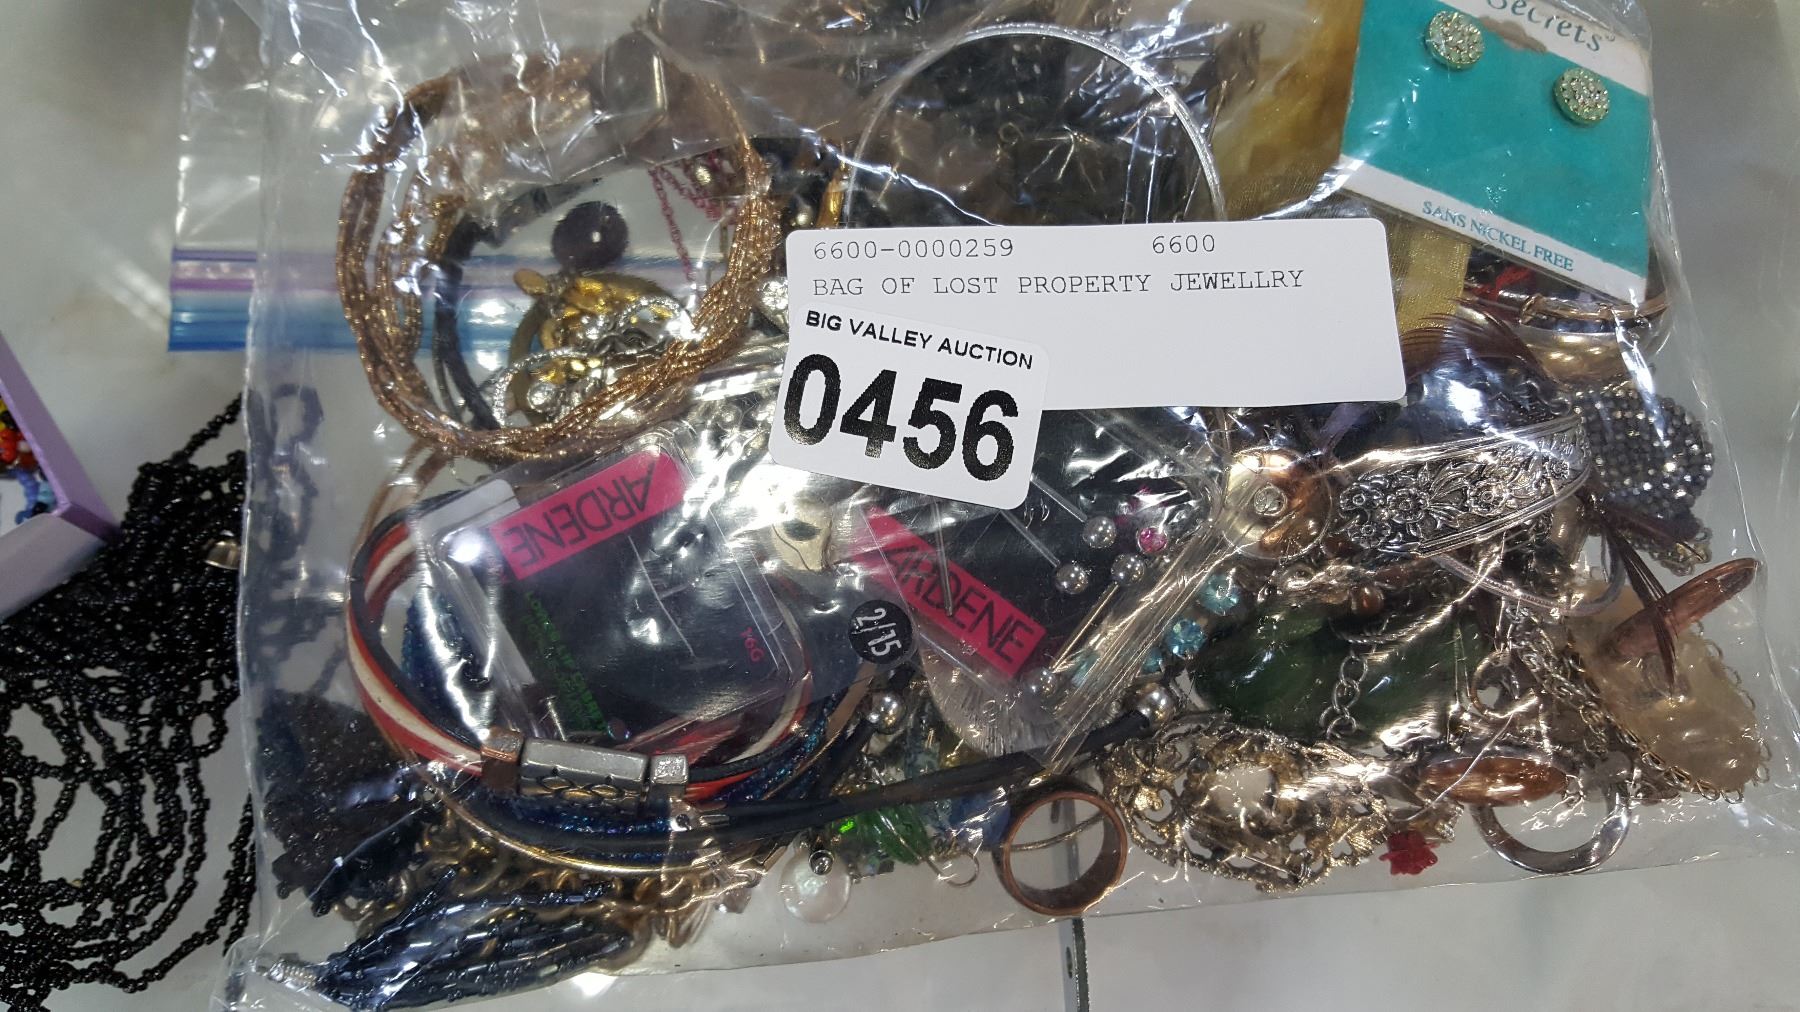 Secrets®
SANS NICKEL FREE
6600-0000259 6600
BAG OF LOST PROPERTY JEWELLRY
BIG VALLEY AUCTION
0456
ARDENE
ARDENE
16G
2/15